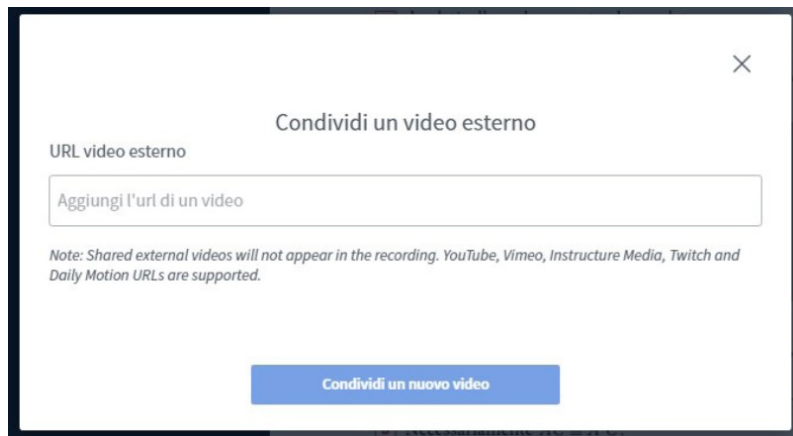 Condividi un video esterno
URL video esterno
Aggiungi l'url di un video
Note: Shared external videos will not appear in the recording. YouTube, Vimeo, Instructure Media, Twitch and
Daily Motion URLs are supported.
Condividi un nuovo video